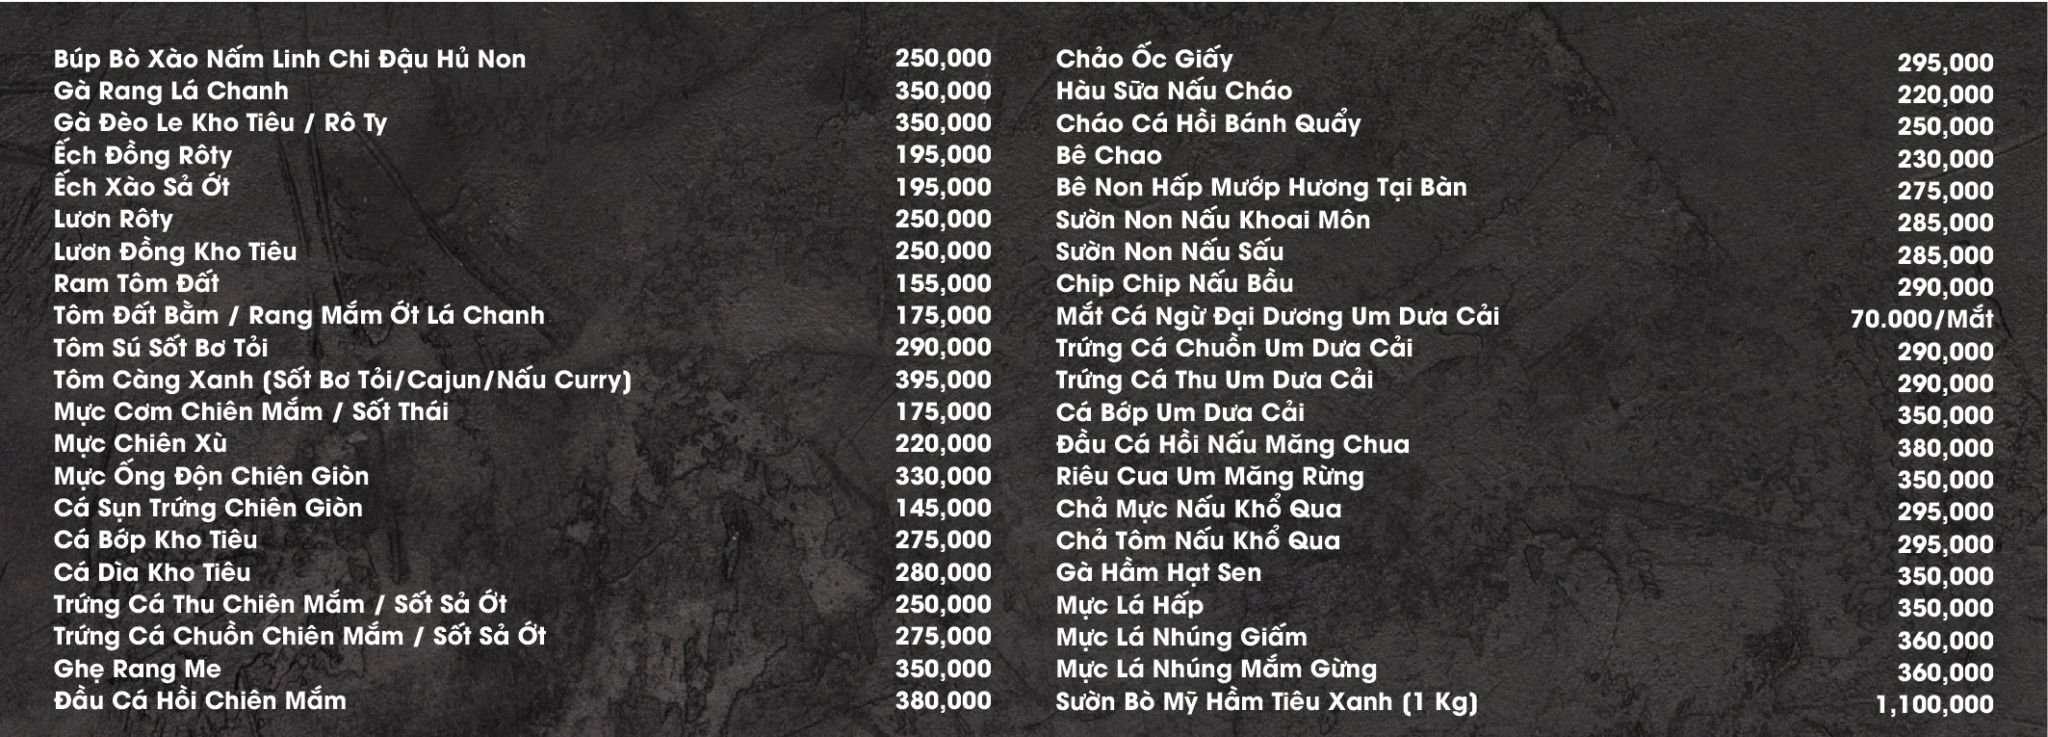 Búp Bò Xào Nấm Linh Chi Đậu Hủ Non 250,000
Gà Rang Lá Chanh 350,000
Gà Đèo Le Kho Tiêu / Rô Ty 350,000
Ếch Đồng Rôty 195,000
Ếch Xào Sả Ớt 195,000
Lươn Rôty 250,000
Lươn Đồng Kho Tiêu 250,000
Ram Tôm Đất 155,000
Tôm Đất Bằm / Rang Mắm Ớt Lá Chanh 175,000
Tôm Sú Sốt Bơ Tỏi 290,000
Tôm Càng Xanh (Sốt Bơ Tỏi/Cajun/Nấu Curry) 395,000
Mực Cơm Chiên Mắm / Sốt Thái 175,000
Mực Chiên Xù 220,000
Mực Ống Độn Chiên Giòn 330,000
Cá Sụn Trứng Chiên Giòn 145,000
Cá Bớp Kho Tiêu 275,000
Cá Dìa Kho Tiêu 280,000
Trứng Cá Thu Chiên Mắm / Sốt Sả Ớt 250,000
Trứng Cá Chuồn Chiên Mắm / Sốt Sả Ớt 275,000
Ghẹ Rang Me 350,000
Đầu Cá Hồi Chiên Mắm 380,000
Chảo Ốc Giấy 295,000
Hàu Sữa Nấu Cháo 220,000
Cháo Cá Hồi Bánh Quẩy 250,000
Bê Chao 230,000
Bê Non Hấp Mướp Hương Tại Bàn 275,000
Sườn Non Nấu Khoai Môn 285,000
Sườn Non Nấu Sấu 285,000
Chip Chip Nấu Bầu 290,000
Mắt Cá Ngừ Đại Dương Um Dưa Cải 70.000/Mắt
Trứng Cá Chuồn Um Dưa Cải 290,000
Trứng Cá Thu Um Dưa Cải 290,000
Cá Bớp Um Dưa Cải 350,000
Đầu Cá Hồi Nấu Măng Chua 380,000
Riêu Cua Um Măng Rừng 350,000
Chả Mực Nấu Khổ Qua 295,000
Chả Tôm Nấu Khổ Qua 295,000
Gà Hầm Hạt Sen 350,000
Mực Lá Hấp 350,000
Mực Lá Nhúng Giấm 360,000
Mực Lá Nhúng Mắm Gừng 360,000
Sườn Bò Mỹ Hầm Tiêu Xanh (1 Kg) 1,100,000